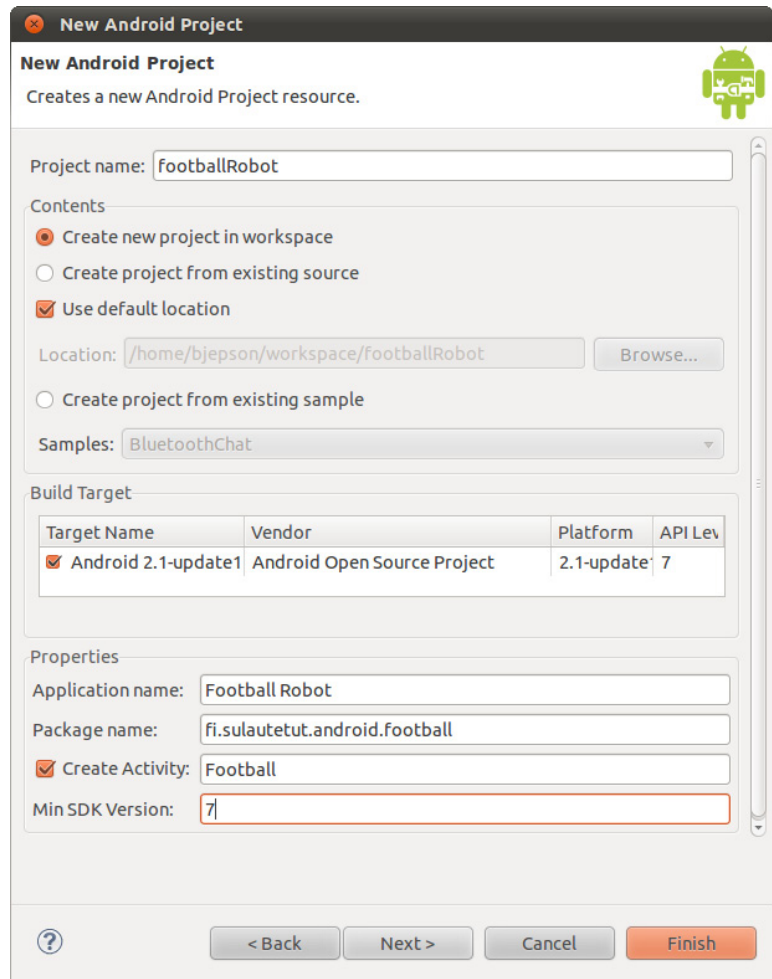 New Android Project
New Android Project
Creates a new Android Project resource.
Project name: footballRobot
Contents
Create new project in workspace
Create project from existing source
Use default location
Location: /home/bjepson/workspace/footballRobot Browse...
Create project from existing sample
Samples: BluetoothChat
Build Target
Target Name Vendor Platform API Lev
Android 2.1-update1 Android Open Source Project 2.1-update 7
Properties
Application name: Football Robot
Package name: fi.sulautetut.android.football
Create Activity: Football
Min SDK Version: 7
? < Back Next > Cancel Finish